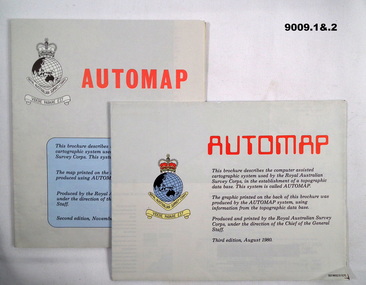 9009.1&.2
AUTOMAP
This brochure describes
cartographic system used
Survey Corps. This system
The map printed on the
produced using AUTOM
Produced by the Royal A
under the direction of the
Staff.
Second edition, Novem
AUTOMAP
This brochure describes the computer assisted
cartographic system used by the Royal Australian
Survey Corps, in the establishment of a topographic
data base. This system is called AUTOMAP.
The graphic printed on the back of this brochure was
produced by the AUTOMAP system, using
information from the topographic data base.
Produced and printed by the Royal Australian Survey
Corps under the direction of the Chief of the General
Staff.
Third edition, August 1980.